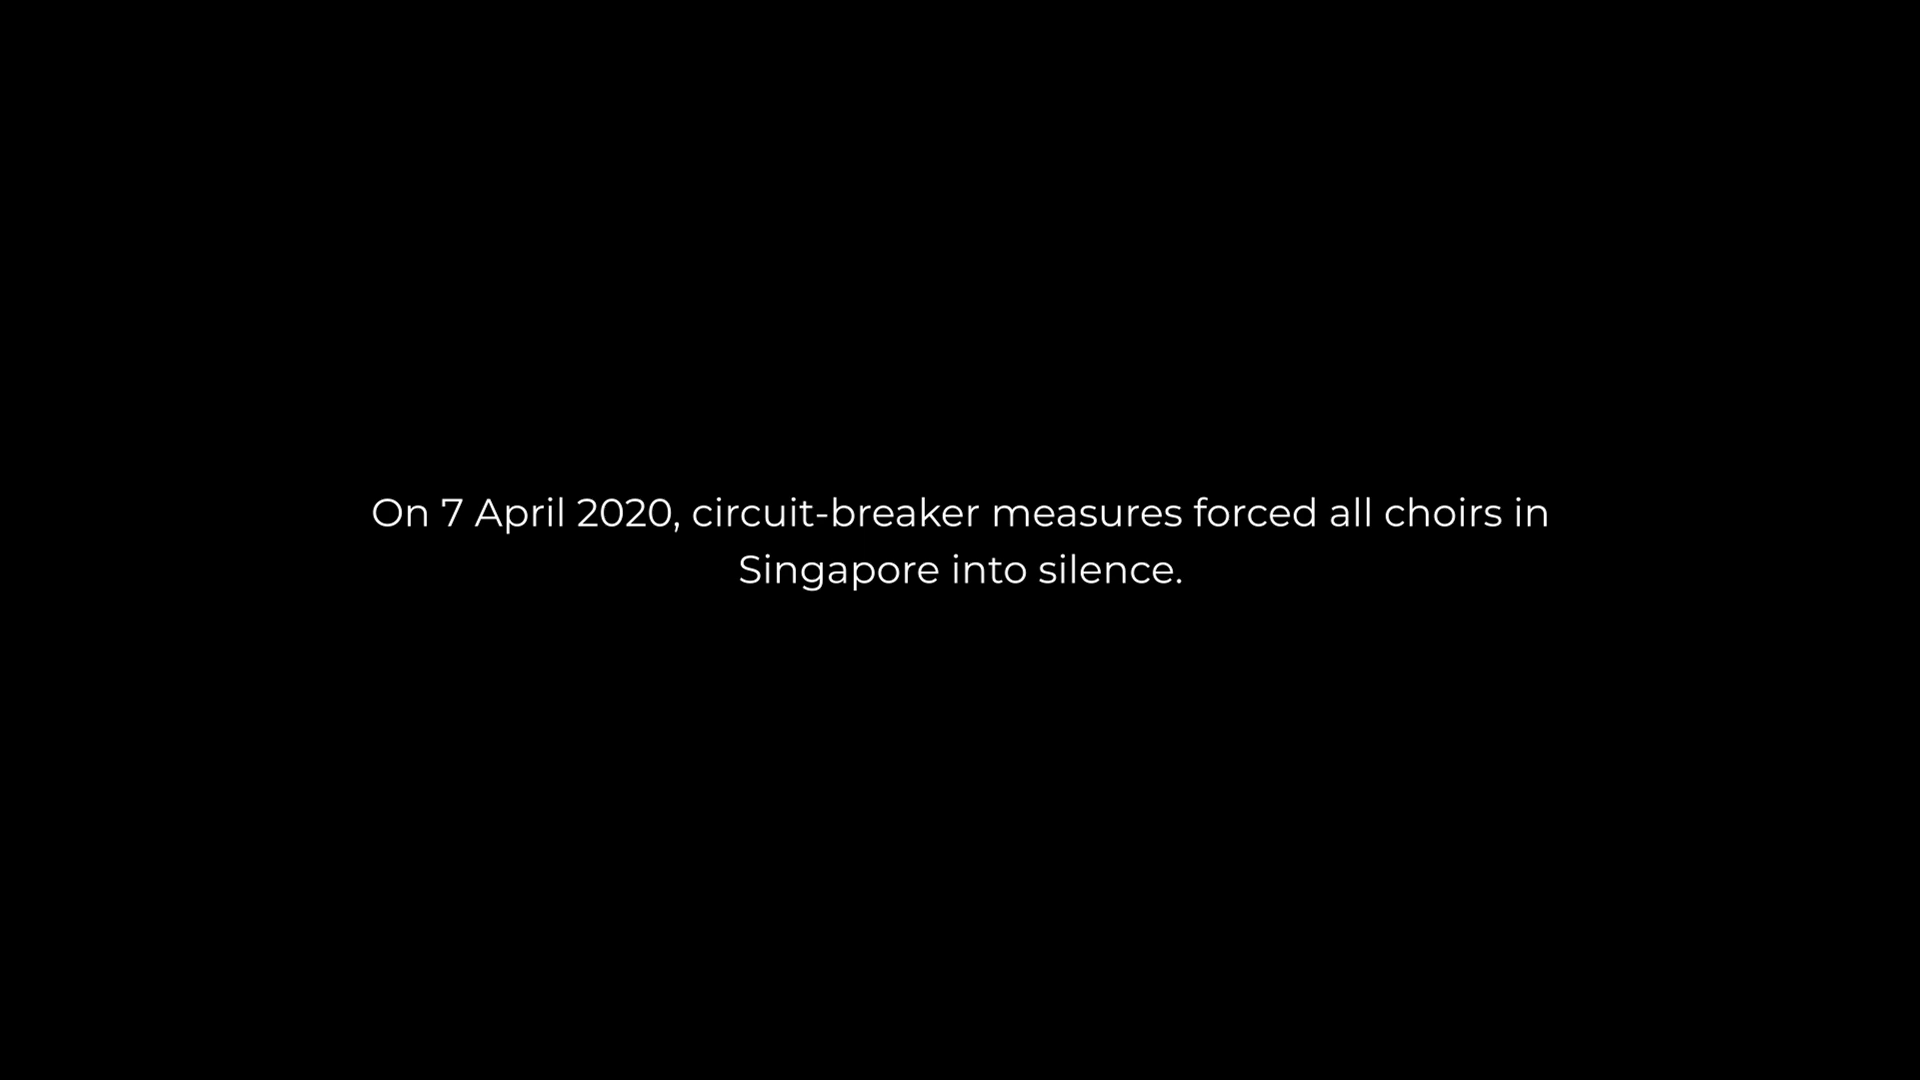 On 7 April 2020, circuit-breaker measures forced all choirs in
Singapore into silence.